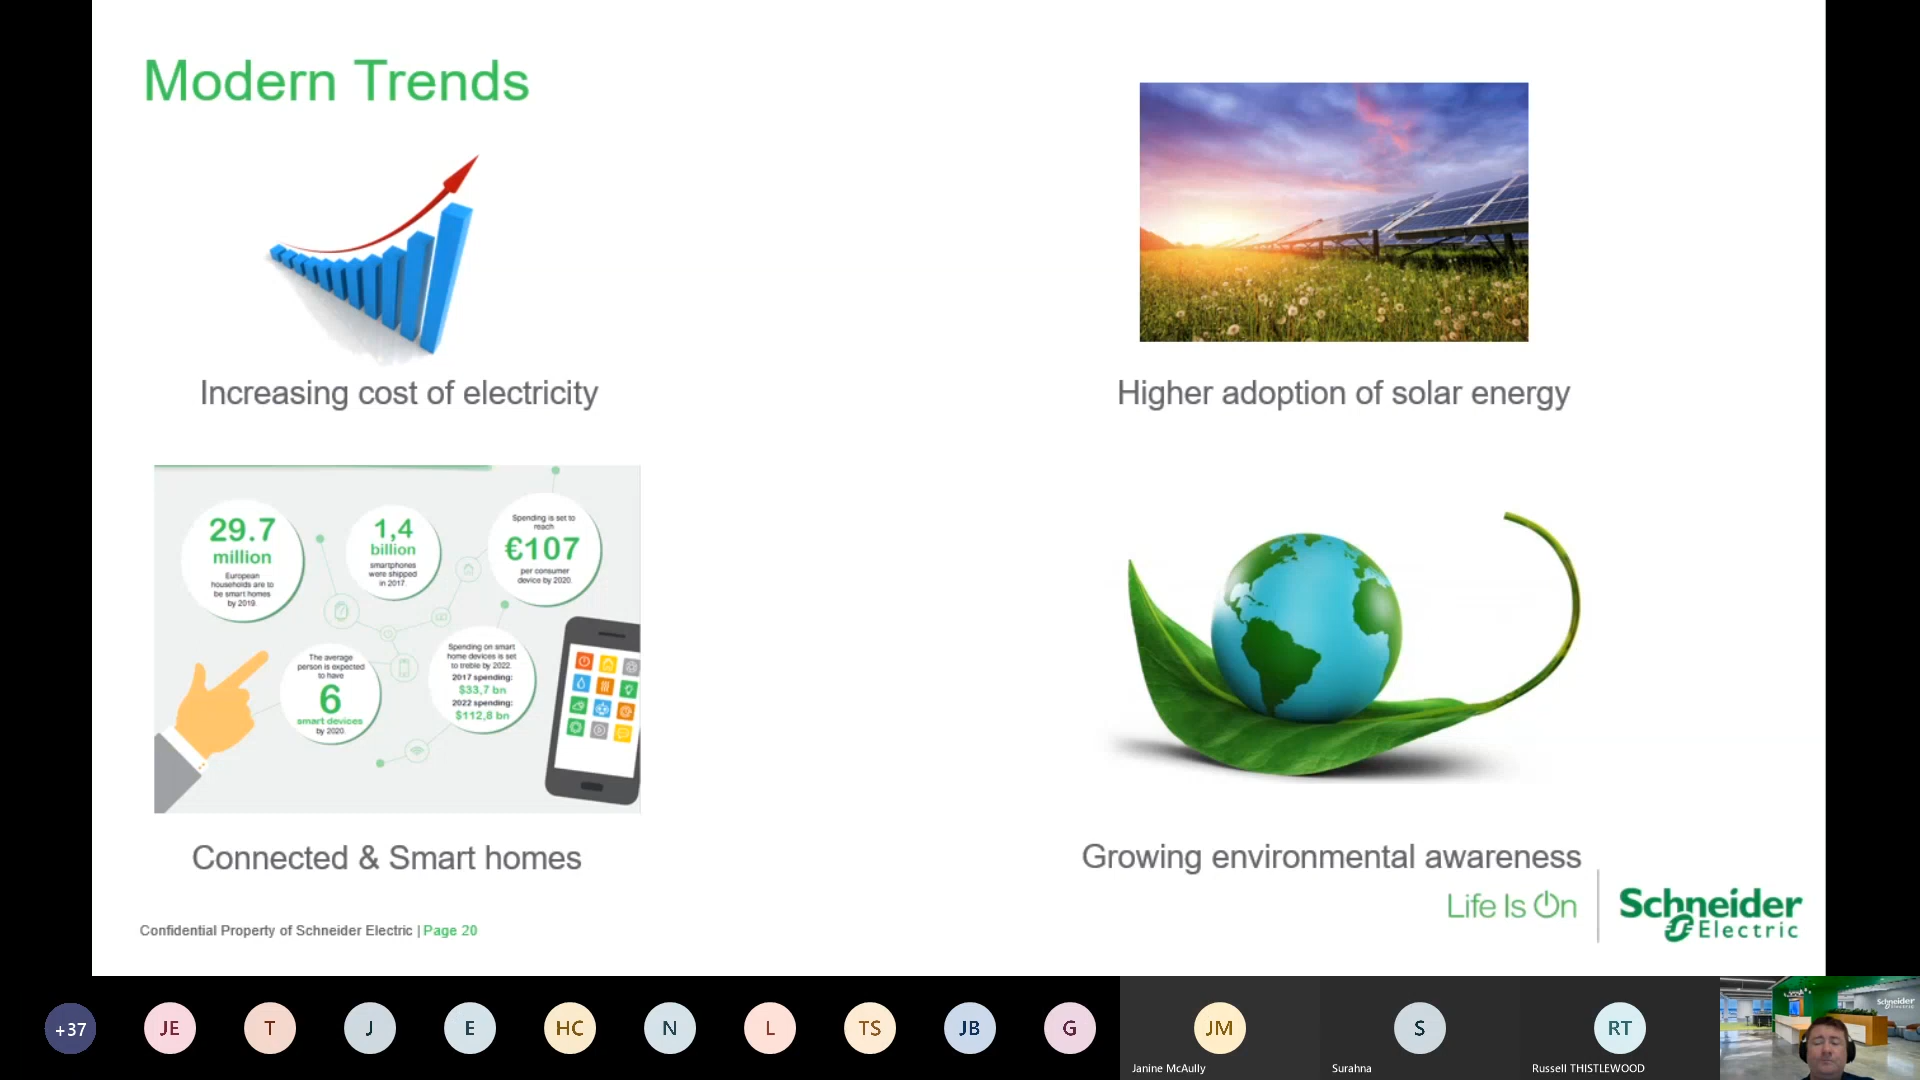 Modern Trends
Increasing cost of electricity
Higher adoption of solar energy
29.7
million
European
households are to
be smart homes
by 2019.
1,4
billion
smartphones
were shipped
in 2017.
Spending is set to
reach
€107
per consumer
device by 2020.
The average
person is expected
to have
6
smart devices
by 2020.
Spending on smart
home devices is set
to treble by 2022.
2017 spending:
$33,7 bn
2022 spending:
$112,8 bn
Connected & Smart homes
Growing environmental awareness
Life Is On
Schneider
Electric
Confidential Property of Schneider Electric | Page 20
+37
JE
T
J
E
HC
N
L
TS
JB
G
JM
Janine McAully
S
Surahna
RT
Russell THISTLEWOOD
Schneider